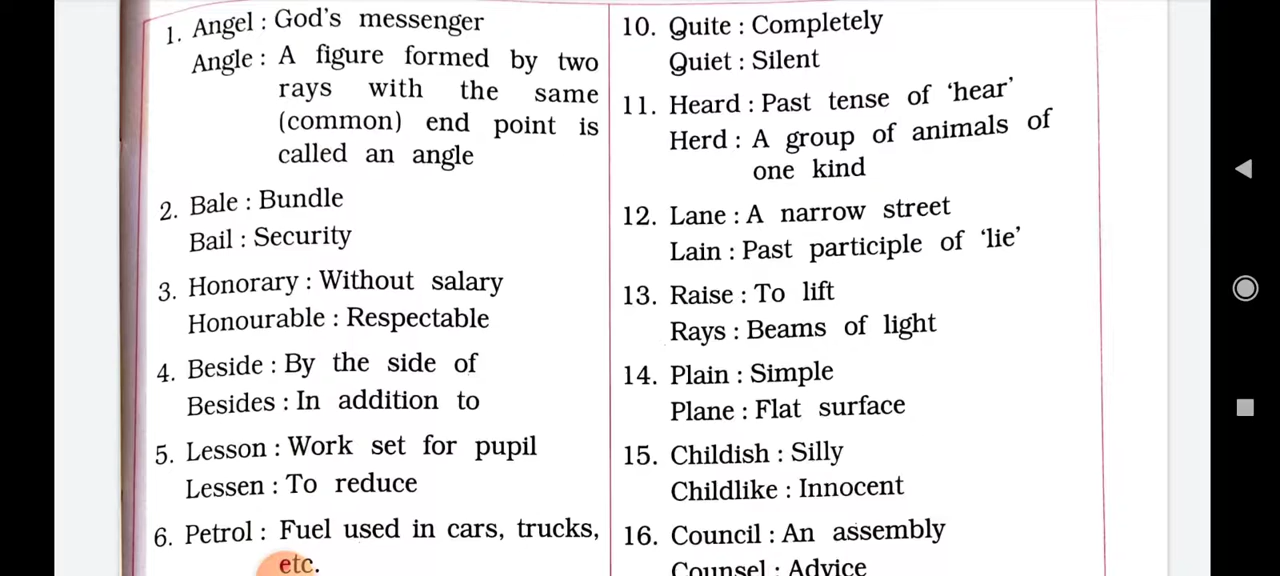 1. Angel : God's messenger
Angle : A figure formed by two
rays with the same
(common) end point is
called an angle
2. Bale : Bundle
Bail : Security
3. Honorary : Without salary
Honourable : Respectable
4. Beside : By the side of
Besides : In addition to
5. Lesson : Work set for pupil
Lessen : To reduce
6. Petrol : Fuel used in cars, trucks,
etc.
10. Quite : Completely
Quiet : Silent
11. Heard : Past tense of ‘hear’
Herd : A group of animals of
one kind
12. Lane : A narrow street
Lain : Past participle of ‘lie’
13. Raise : To lift
Rays : Beams of light
14. Plain : Simple
Plane : Flat surface
15. Childish : Silly
Childlike : Innocent
16. Council : An assembly
Counsel : Advice